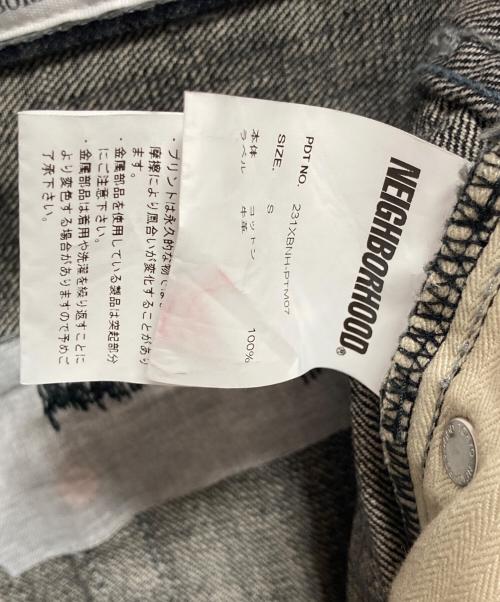 NEIGHBORHOOD®
PDT NO. 231XBNH-PTM07
SIZE. S
本体 コットン 100%
ラベル 牛革
・プリントは永久的な物では
摩擦により風合いが変化することがあり
ます。
・金属部品を使用している製品は突起部分
にご注意下さい。
・金属部品は着用や洗濯を繰り返すことに
より変色する場合がありますので予めご
了承下さい。